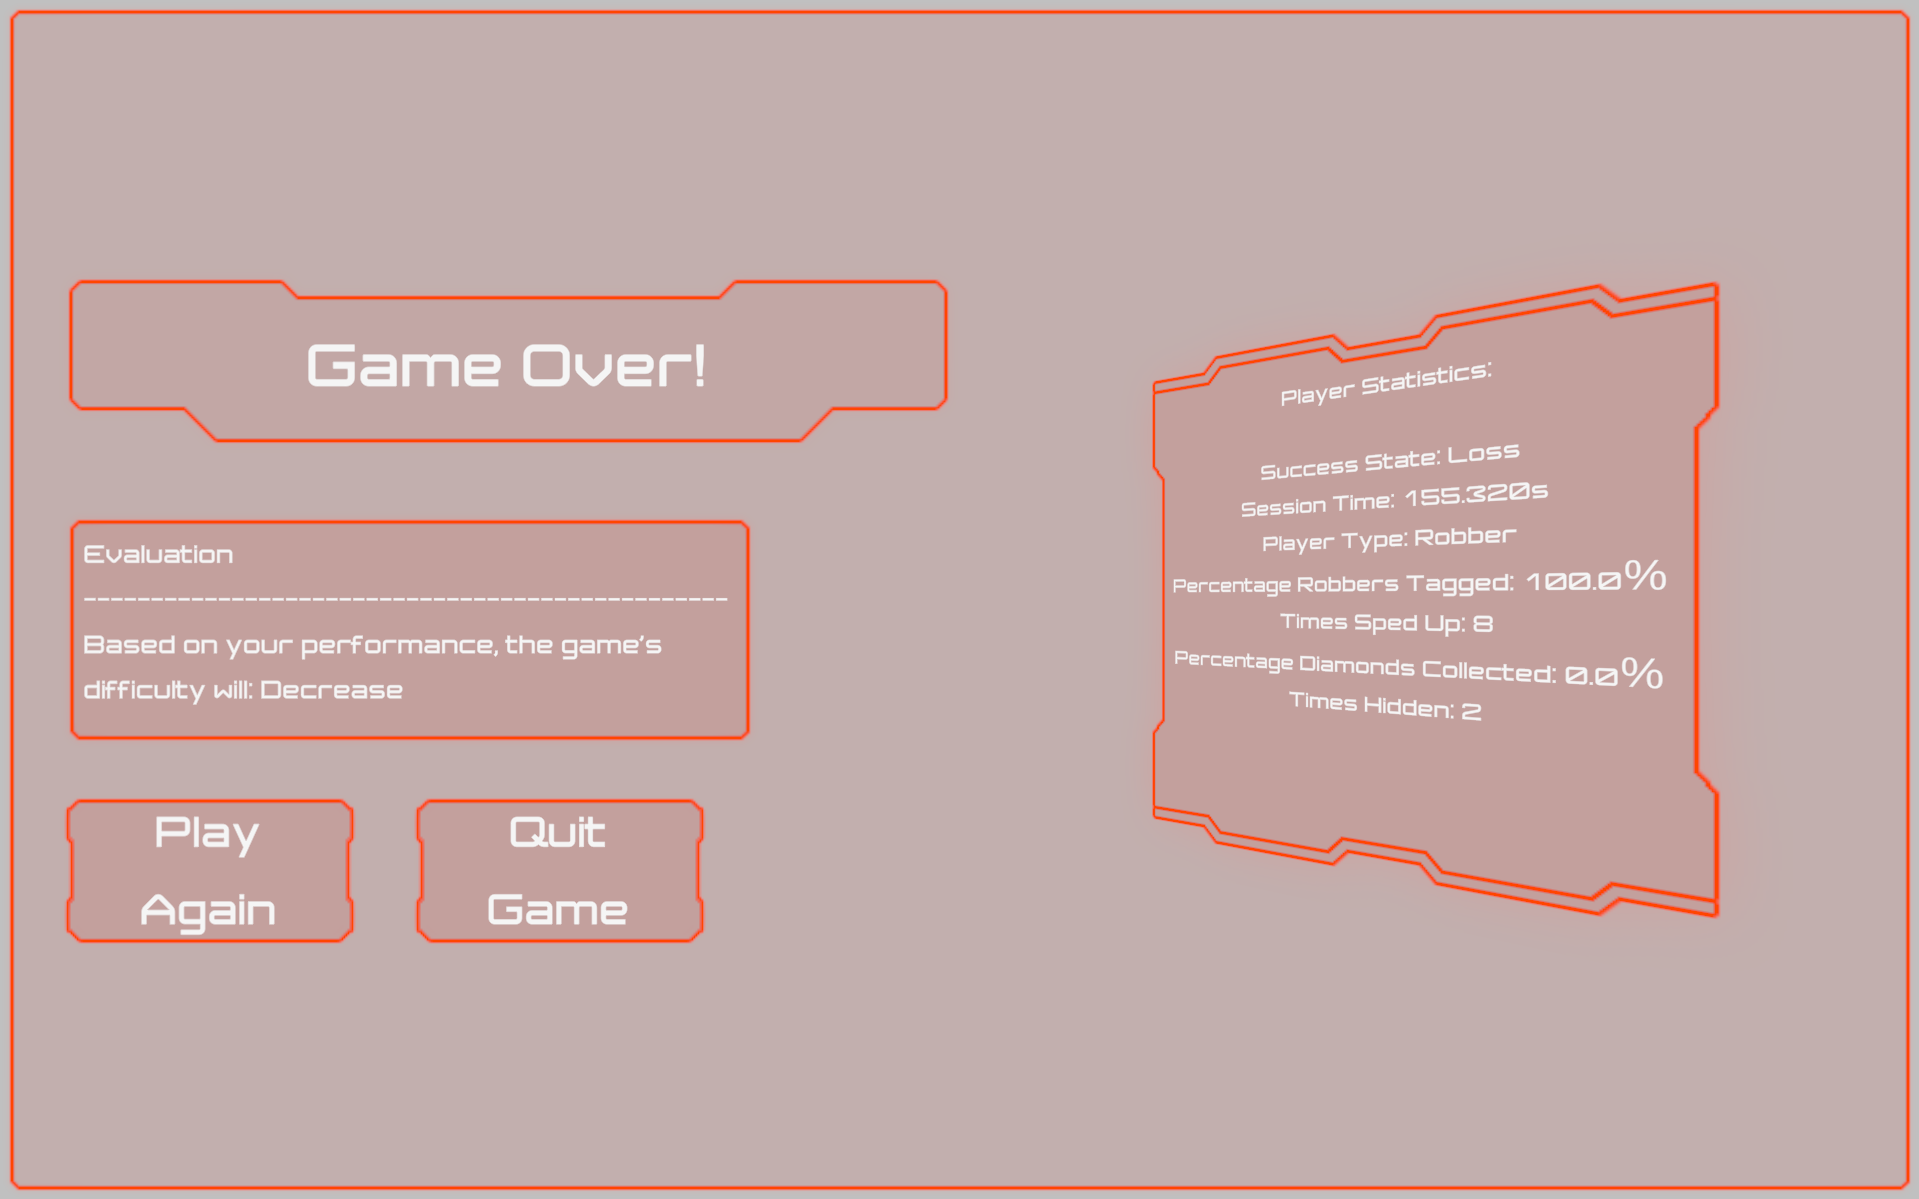 Game Over!
Evaluation
------------------------------------------------
Based on your performance, the game's
difficulty will: Decrease
Play
Again
Quit
Game
Player Statistics:
Success State: Loss
Session Time: 155.320s
Player Type: Robber
Percentage Robbers Tagged: 100.0%
Times Sped Up: 8
Percentage Diamonds Collected: 0.0%
Times Hidden: 2